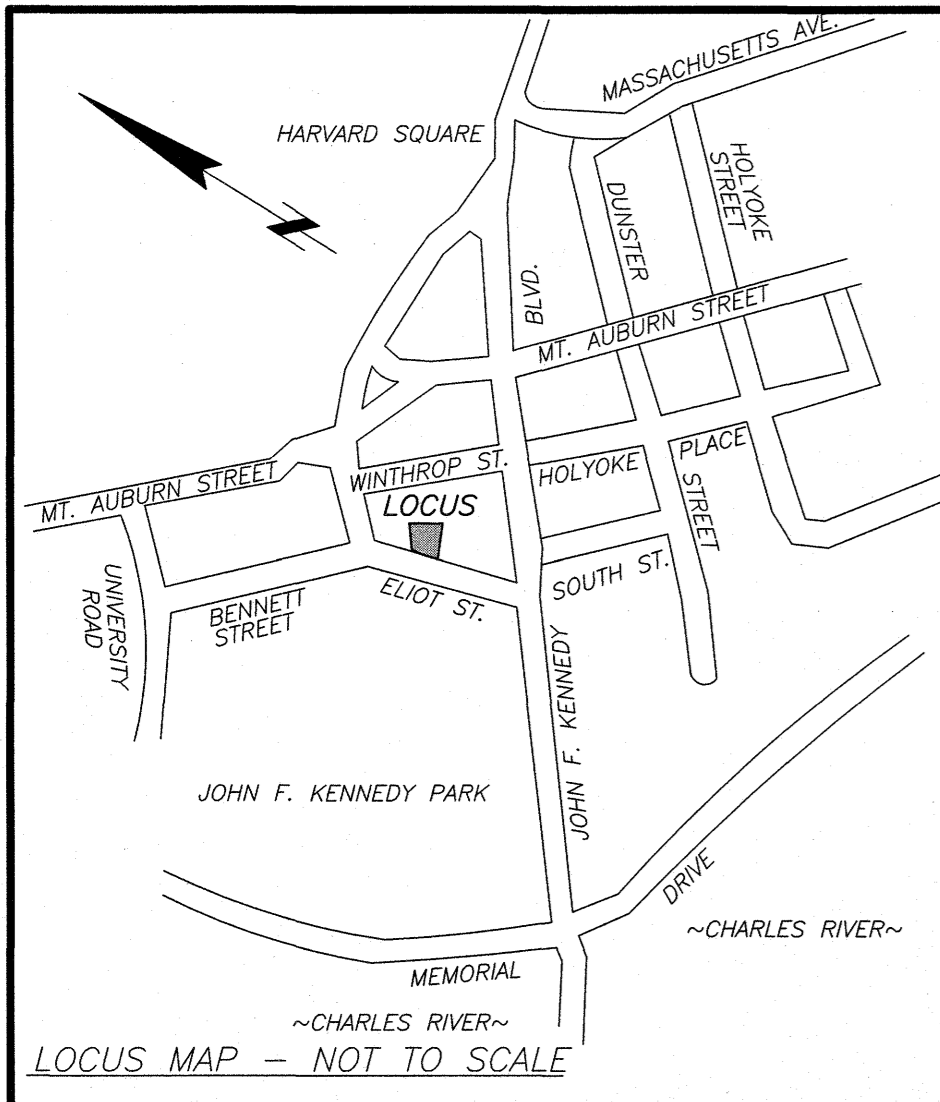 MASSACHUSETTS AVE.
HARVARD SQUARE
HOLYOKE
STREET
DUNSTER
BLVD.
MT. AUBURN STREET
WINTHROP ST.
HOLYOKE
PLACE
MT. AUBURN STREET
LOCUS
STREET
UNIVERSITY
ROAD
BENNETT
STREET
ELIOT ST.
SOUTH ST.
JOHN F. KENNEDY
JOHN F. KENNEDY PARK
DRIVE
~CHARLES RIVER~
MEMORIAL
~CHARLES RIVER~
LOCUS MAP – NOT TO SCALE